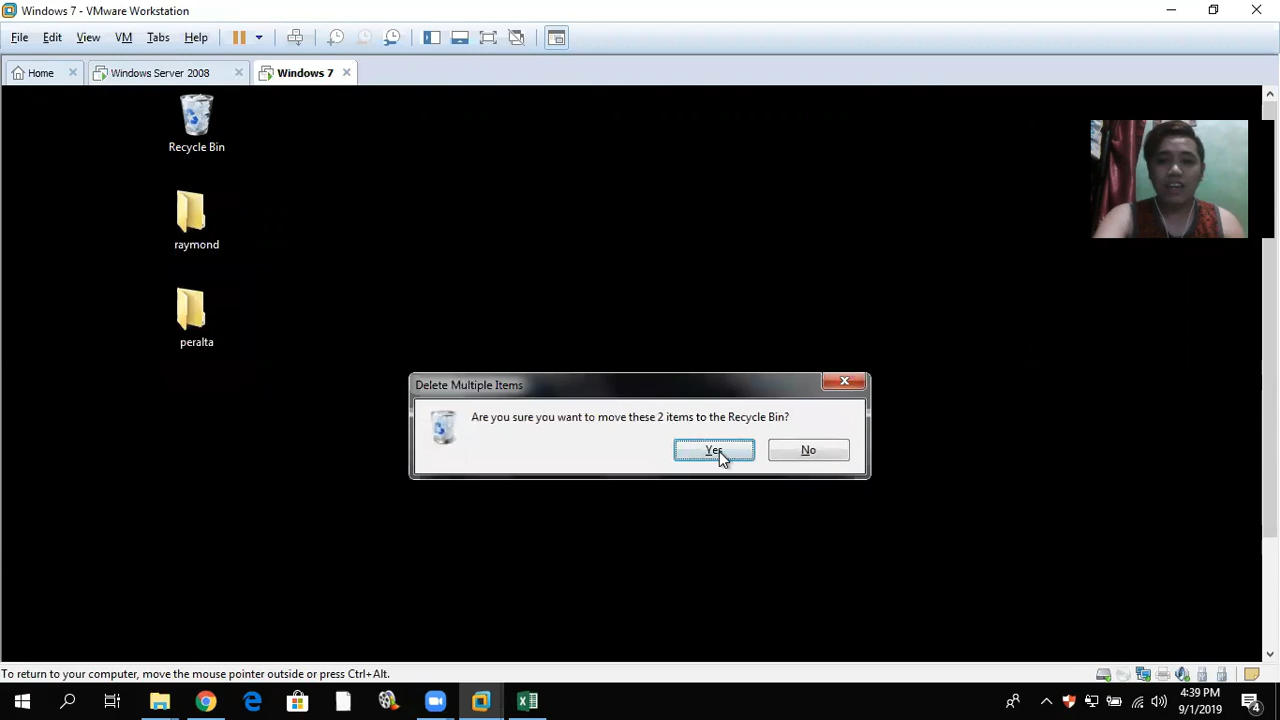 Windows 7 - VMware Workstation
File Edit View VM Tabs Help
Home Windows Server 2008 Windows 7
Recycle Bin
raymond
peralta
Delete Multiple Items
Are you sure you want to move these 2 items to the Recycle Bin?
Yes No
To return to your computer, move the mouse pointer outside or press Ctrl+Alt.
4:39 PM
9/1/2019
4